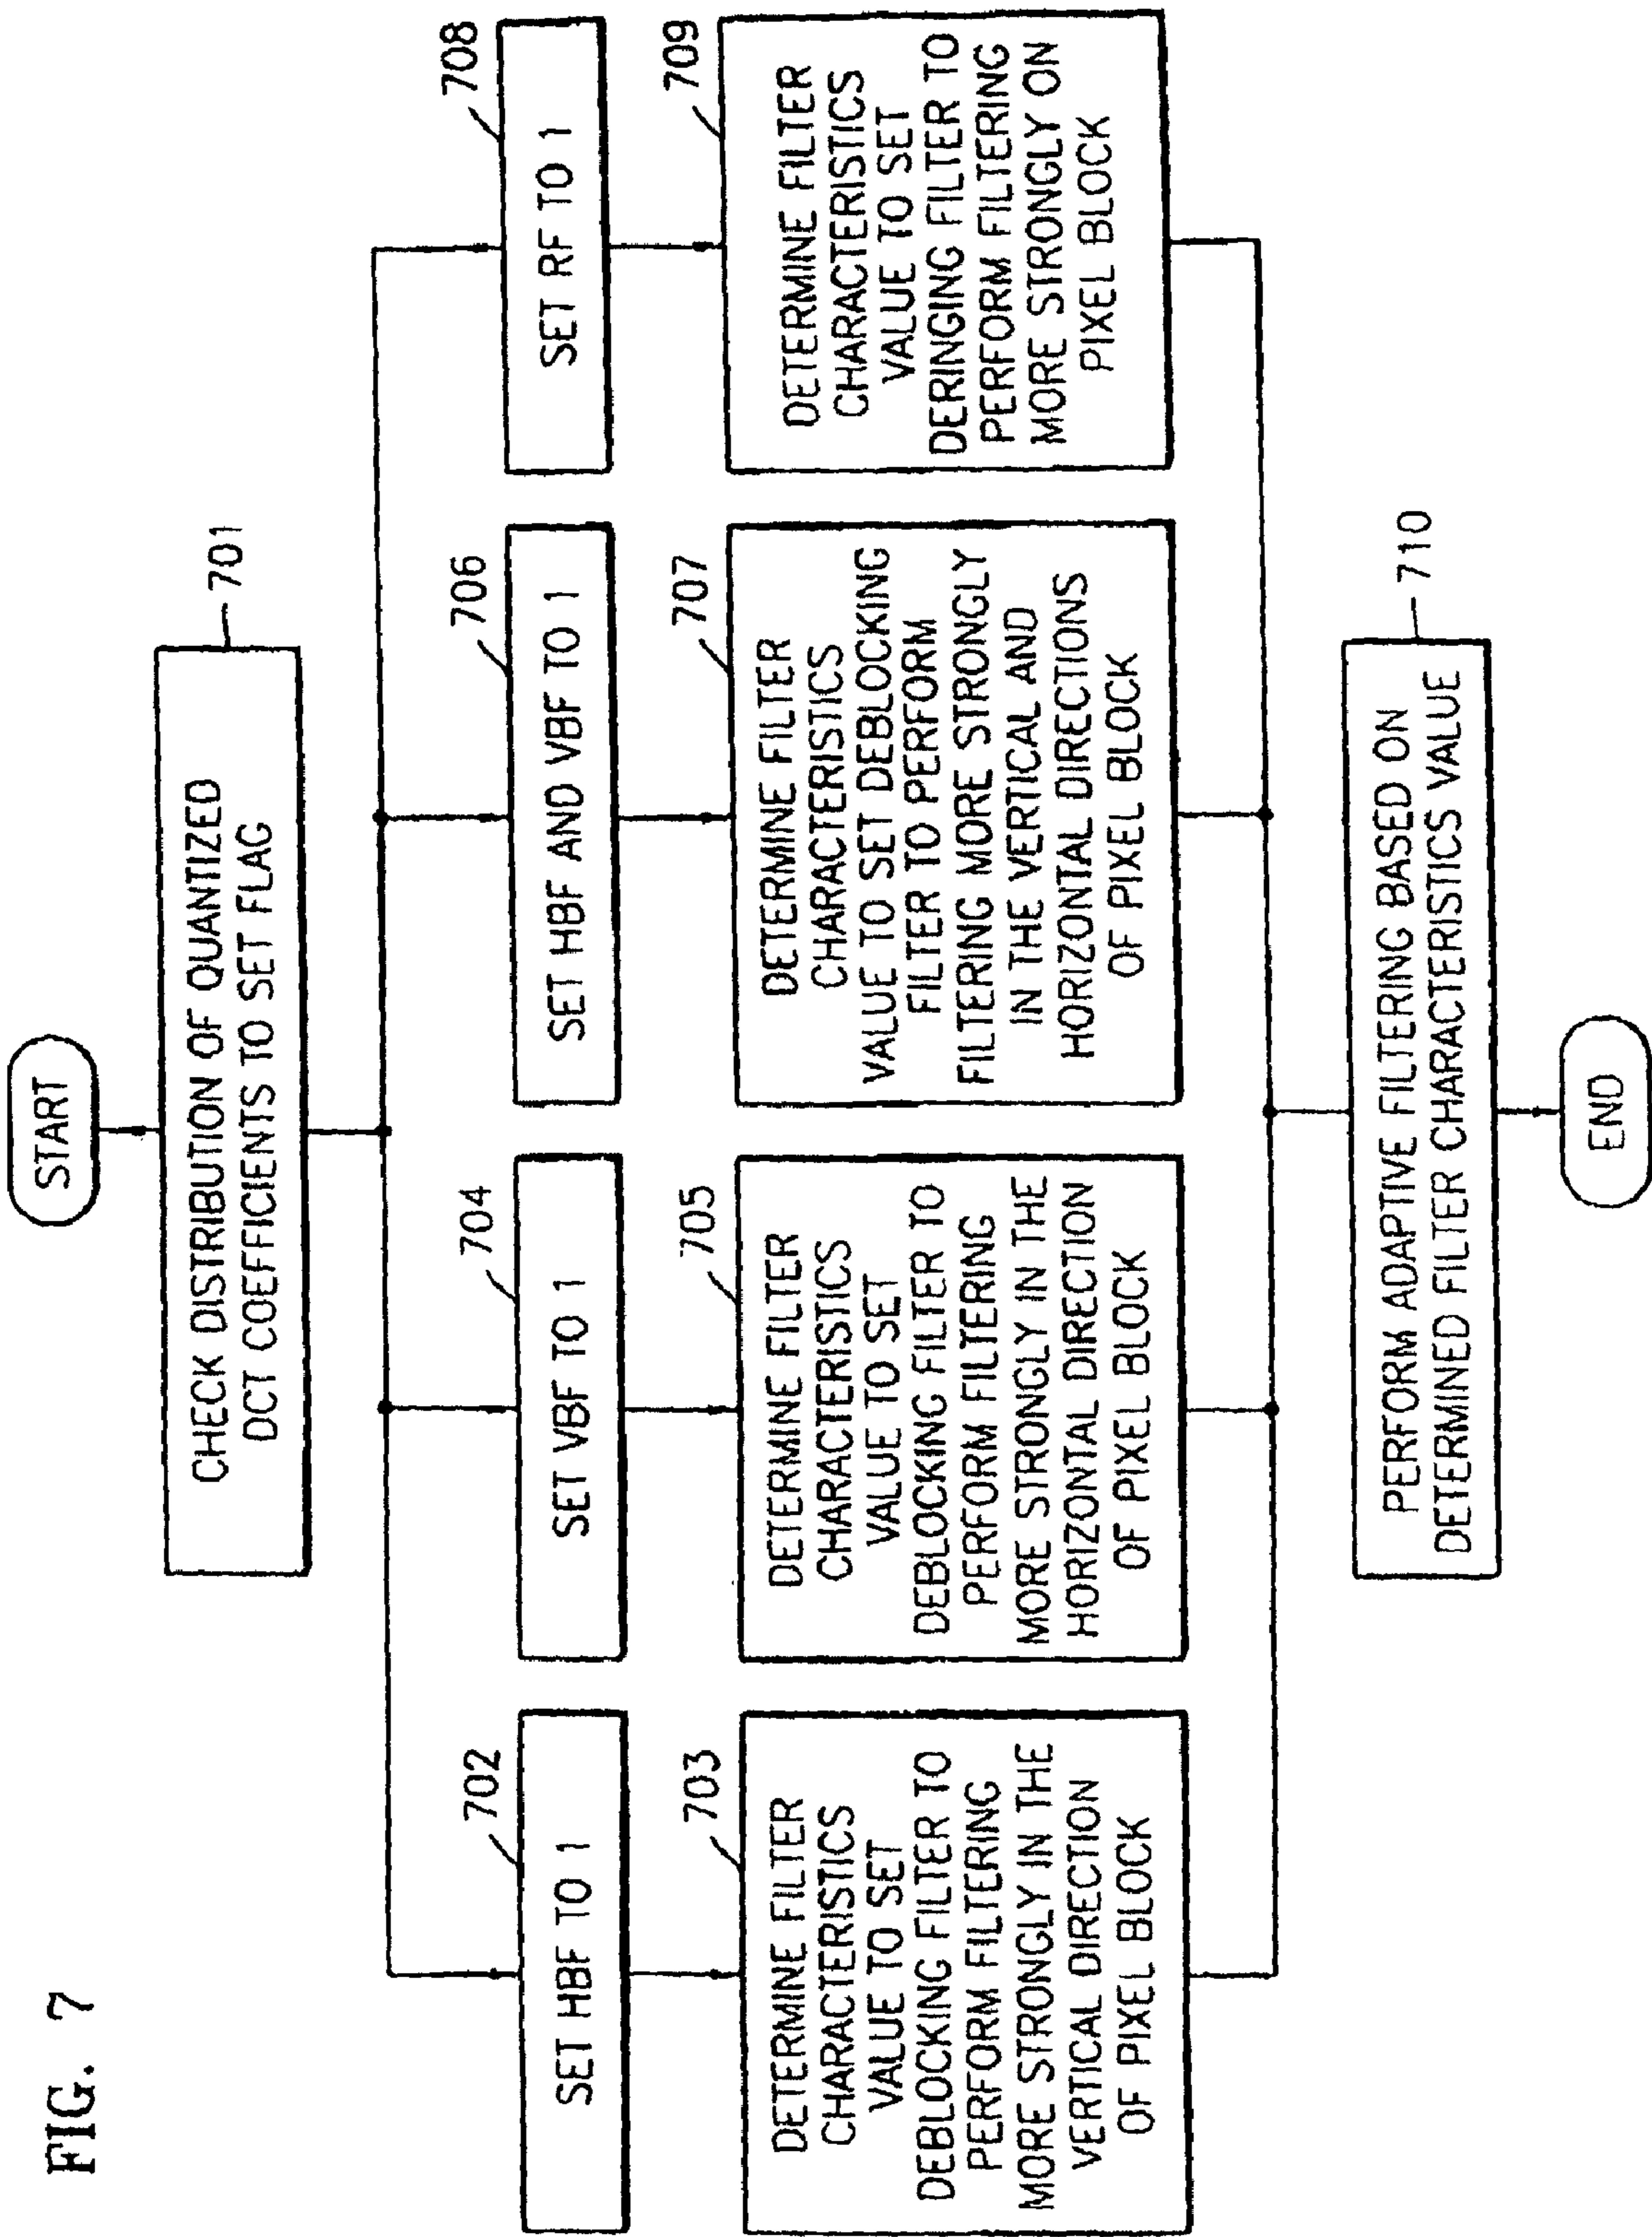 FIG. 7
START
701
CHECK DISTRIBUTION OF QUANTIZED
DCT COEFFICIENTS TO SET FLAG
702
SET HBF TO 1
704
SET VBF TO 1
706
SET HBF AND VBF TO 1
708
SET RF TO 1
703
DETERMINE FILTER
CHARACTERISTICS
VALUE TO SET
DEBLOCKING FILTER TO
PERFORM FILTERING
MORE STRONGLY IN THE
VERTICAL DIRECTION
OF PIXEL BLOCK
705
DETERMINE FILTER
CHARACTERISTICS
VALUE TO SET
DEBLOCKING FILTER TO
PERFORM FILTERING
MORE STRONGLY IN THE
HORIZONTAL DIRECTION
OF PIXEL BLOCK
707
DETERMINE FILTER
CHARACTERISTICS
VALUE TO SET DEBLOCKING
FILTER TO PERFORM
FILTERING MORE STRONGLY
IN THE VERTICAL AND
HORIZONTAL DIRECTIONS
OF PIXEL BLOCK
709
DETERMINE FILTER
CHARACTERISTICS
VALUE TO SET
DERINGING FILTER TO
PERFORM FILTERING
MORE STRONGLY ON
PIXEL BLOCK
710
PERFORM ADAPTIVE FILTERING BASED ON
DETERMINED FILTER CHARACTERISTICS VALUE
END